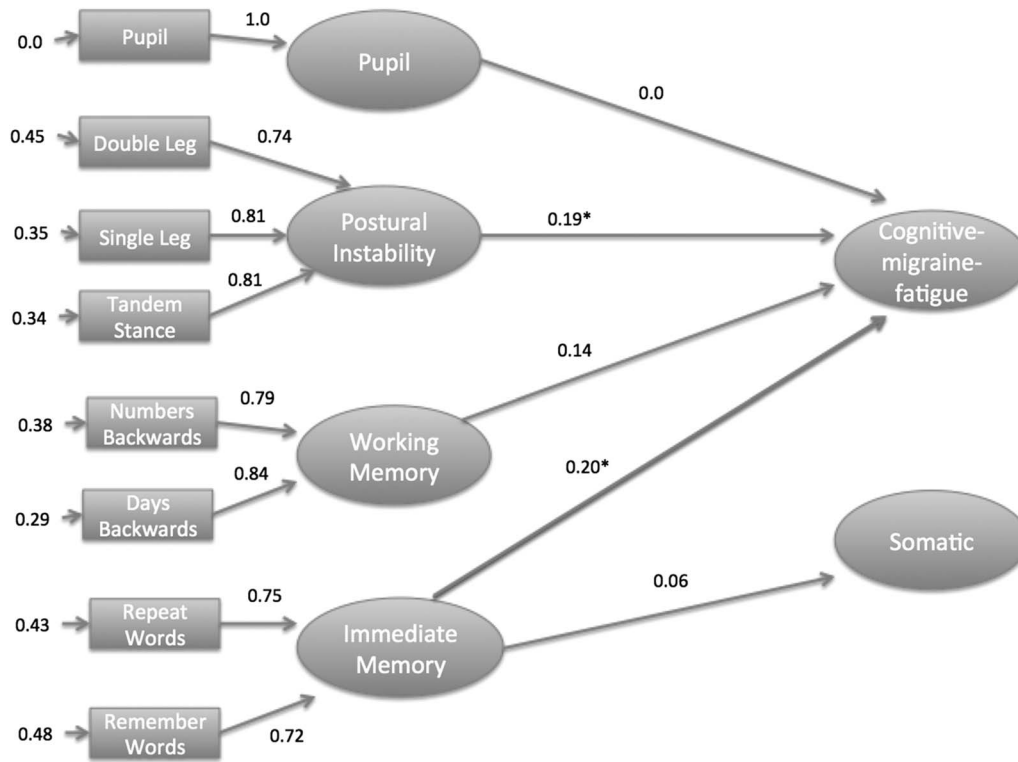 0.0
Pupil
1.0
Pupil
0.0
0.45
Double Leg
0.74
0.35
Single Leg
0.81
Postural
Instability
0.19*
Cognitive-
migraine-
fatigue
0.34
Tandem
Stance
0.81
0.38
Numbers
Backwards
0.79
Working
Memory
0.14
0.29
Days
Backwards
0.84
0.20*
Somatic
0.43
Repeat
Words
0.75
Immediate
Memory
0.06
0.48
Remember
Words
0.72